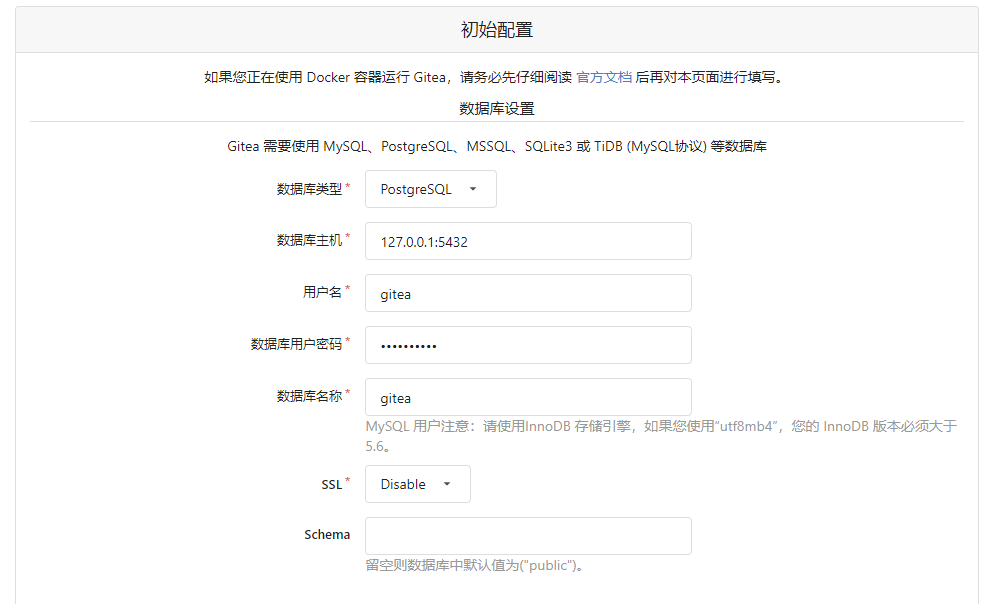 初始配置
如果您正在使用 Docker 容器运行 Gitea，请务必先仔细阅读 官方文档 后再对本页面进行填写。
数据库设置
Gitea 需要使用 MySQL、PostgreSQL、MSSQL、SQLite3 或 TiDB (MySQL协议) 等数据库
数据库类型* PostgreSQL
数据库主机* 127.0.0.1:5432
用户名* gitea
数据库用户密码* ••••••••••
数据库名称* gitea
MySQL 用户注意：请使用InnoDB 存储引擎，如果您使用"utf8mb4"，您的 InnoDB 版本必须大于
5.6。
SSL* Disable
Schema
留空则数据库中默认值为("public")。